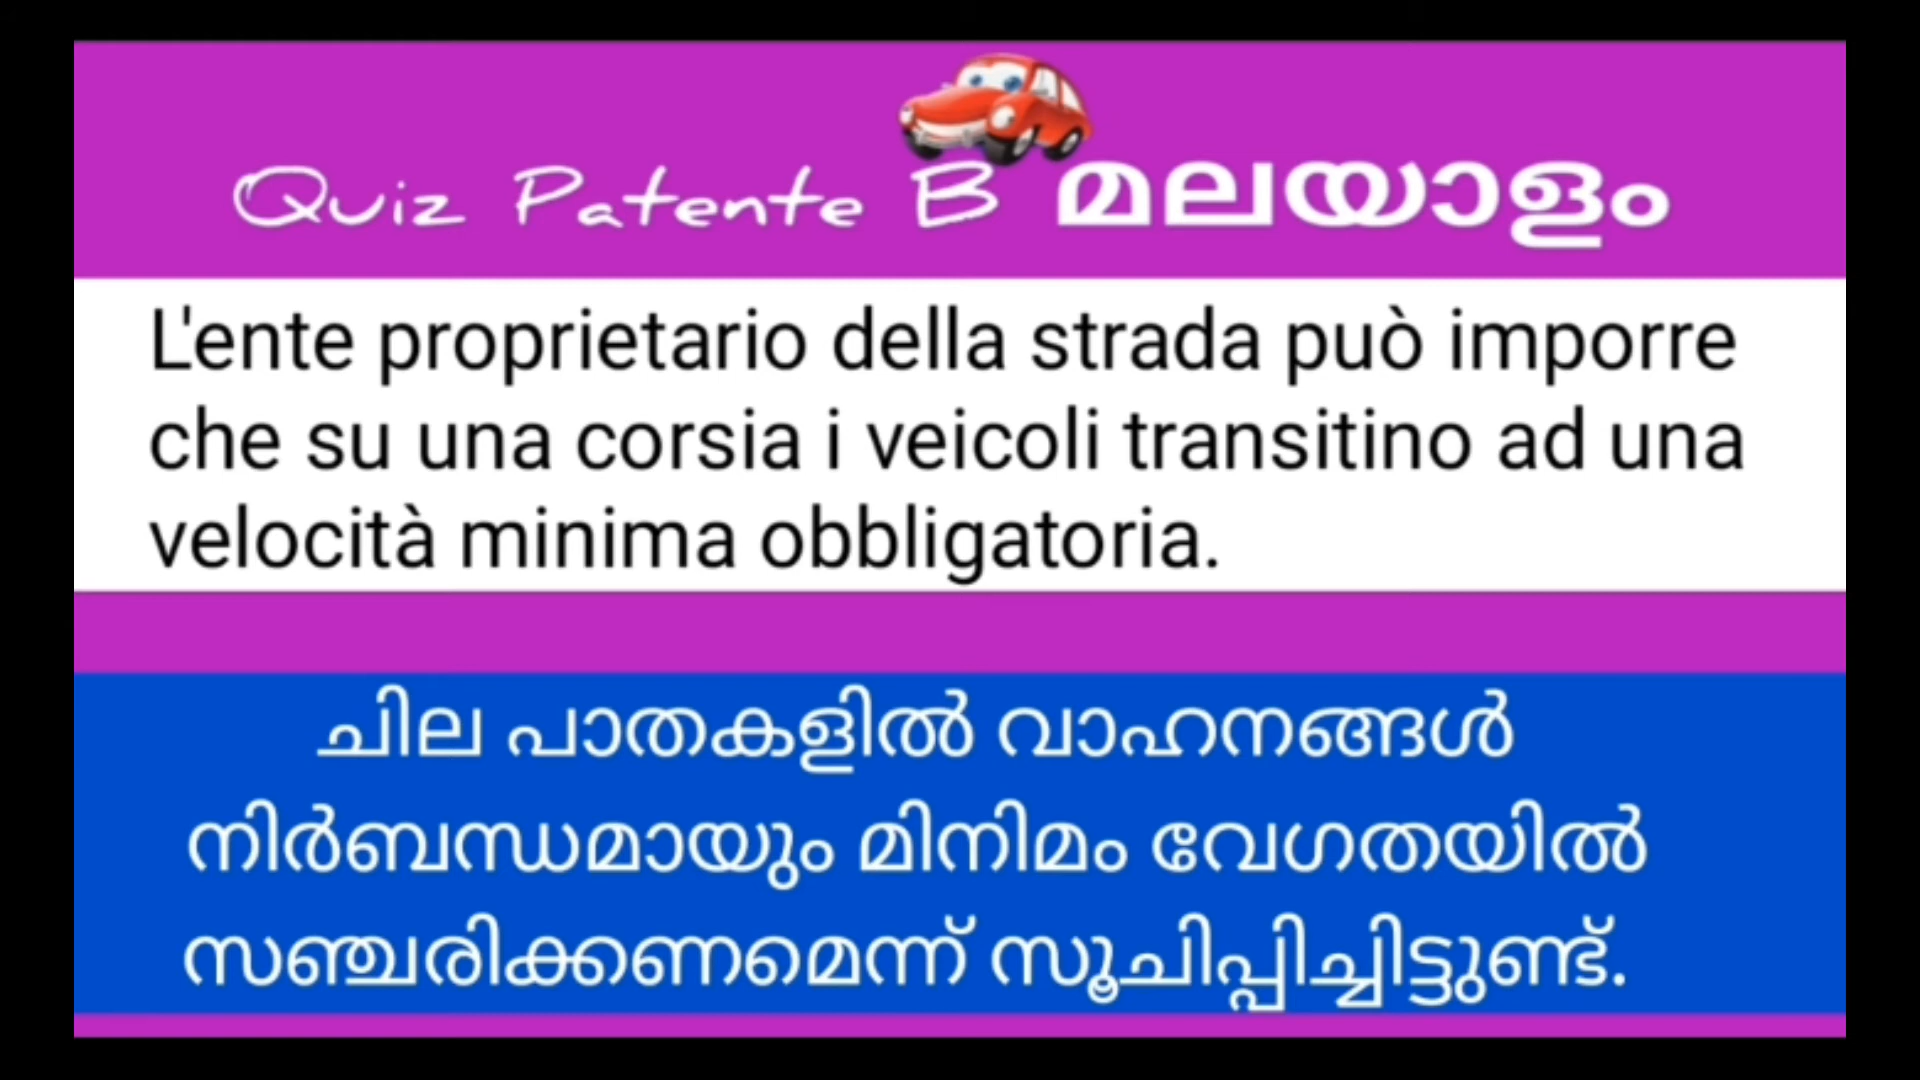 Quiz Patente B മലയാളം
L'ente proprietario della strada può imporre
che su una corsia i veicoli transitino ad una
velocità minima obbligatoria.
ചില പാതകളിൽ വാഹനങ്ങൾ
നിർബന്ധമായും മിനിമം വേഗതയിൽ
സഞ്ചരിക്കണമെന്ന് സൂചിപ്പിച്ചിട്ടുണ്ട്.